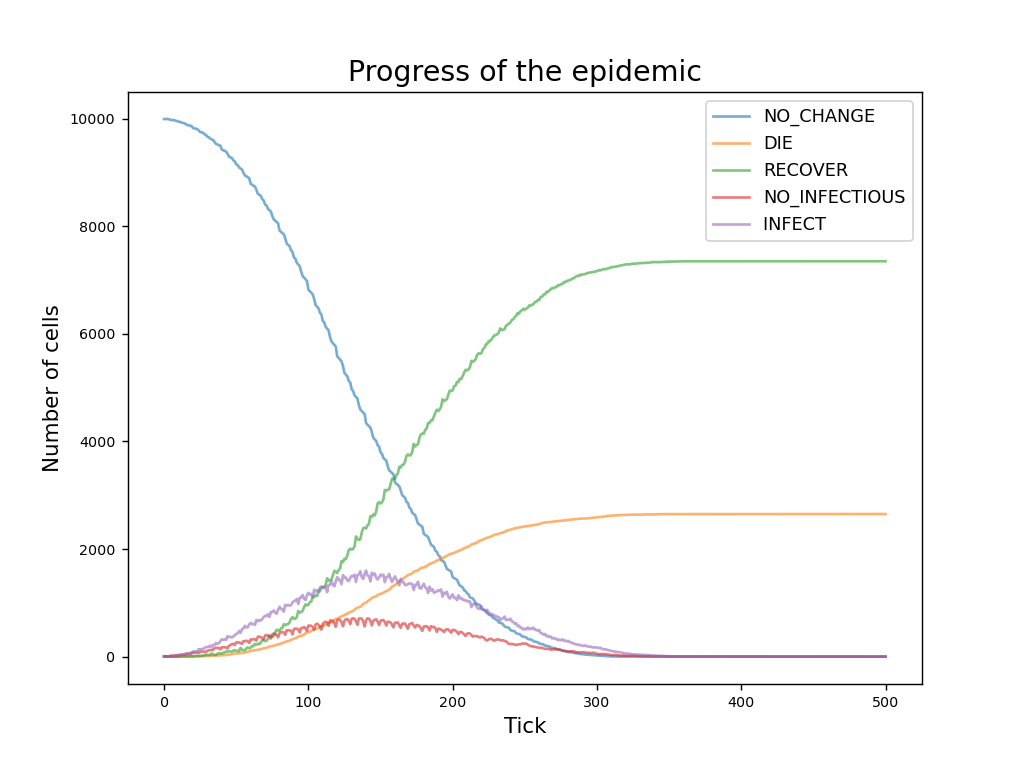 Progress of the epidemic
NO_CHANGE
DIE
RECOVER
NO_INFECTIOUS
INFECT
Number of cells
10000
8000
6000
4000
2000
0
0 100 200 300 400 500
Tick